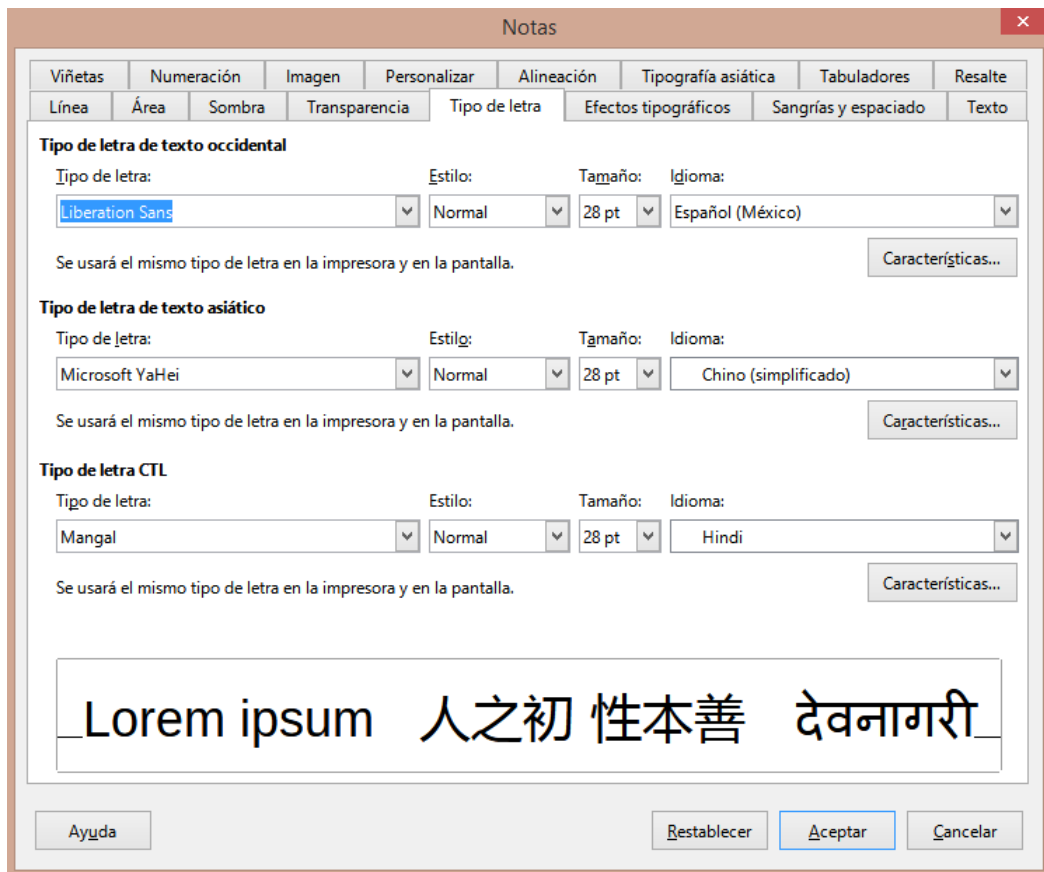 Notas
Viñetas Numeración Imagen Personalizar Alineación Tipografía asiática Tabuladores Resalte
Línea Área Sombra Transparencia Tipo de letra Efectos tipográficos Sangrías y espaciado Texto
Tipo de letra de texto occidental
Tipo de letra: Estilo: Tamaño: Idioma:
Liberation Sans Normal 28 pt Español (México)
Se usará el mismo tipo de letra en la impresora y en la pantalla. Características...
Tipo de letra de texto asiático
Tipo de letra: Estilo: Tamaño: Idioma:
Microsoft YaHei Normal 28 pt Chino (simplificado)
Se usará el mismo tipo de letra en la impresora y en la pantalla. Características...
Tipo de letra CTL
Tipo de letra: Estilo: Tamaño: Idioma:
Mangal Normal 28 pt Hindi
Se usará el mismo tipo de letra en la impresora y en la pantalla. Características...
Lorem ipsum 人之初 性本善 देवनागरी
Ayuda Restablecer Aceptar Cancelar